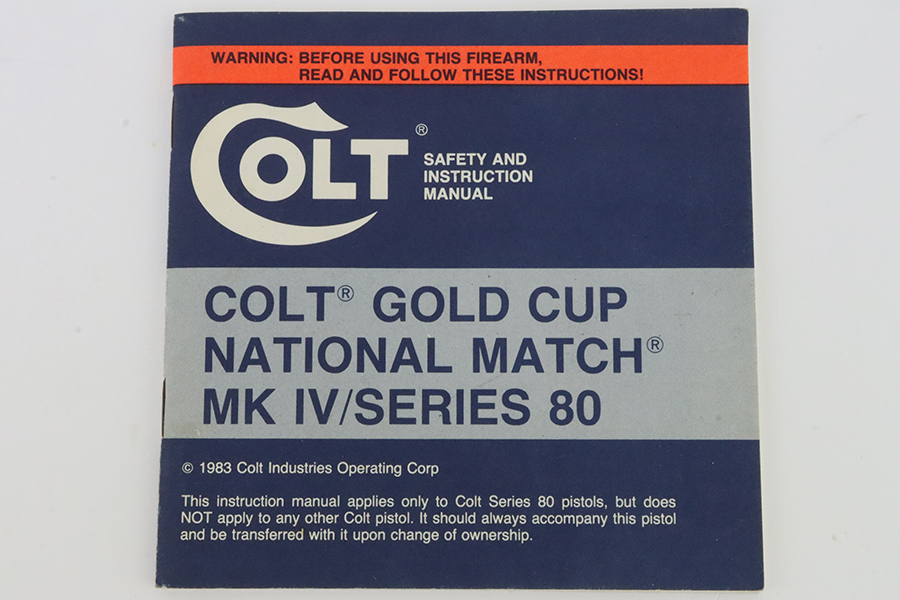 WARNING: BEFORE USING THIS FIREARM,
READ AND FOLLOW THESE INSTRUCTIONS!
COLT®
SAFETY AND
INSTRUCTION
MANUAL
COLT® GOLD CUP
NATIONAL MATCH®
MK IV/SERIES 80
© 1983 Colt Industries Operating Corp
This instruction manual applies only to Colt Series 80 pistols, but does
NOT apply to any other Colt pistol. It should always accompany this pistol
and be transferred with it upon change of ownership.